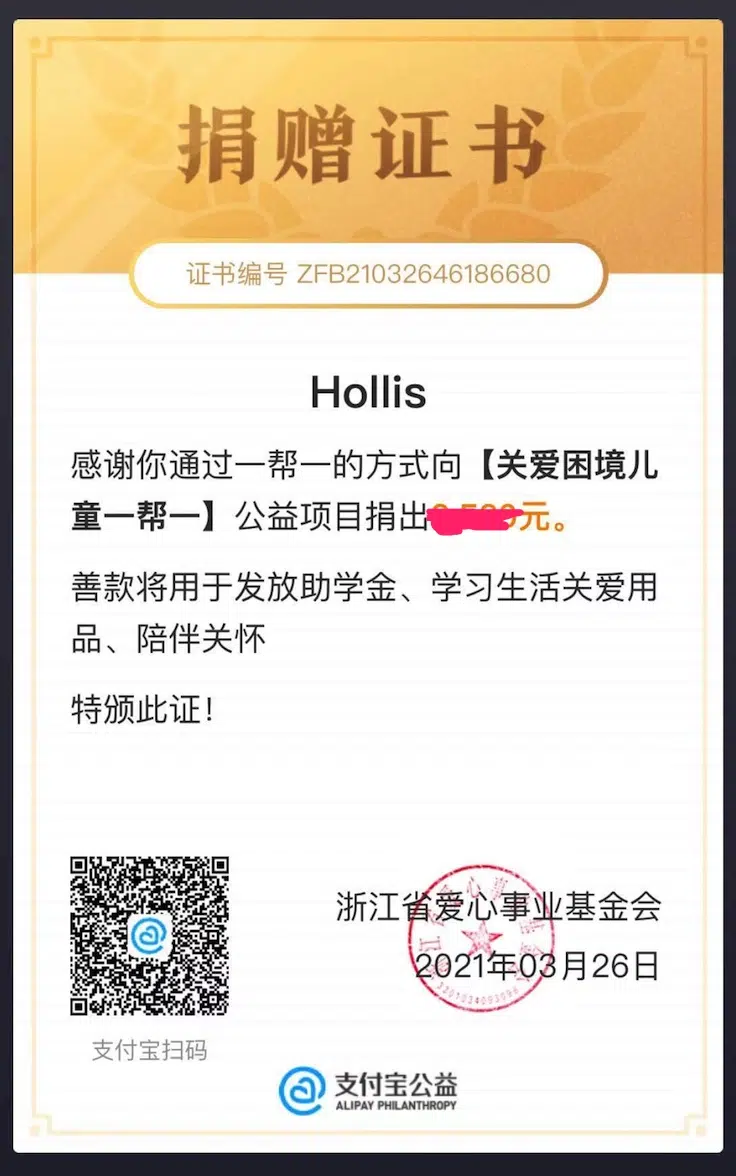 捐赠证书
证书编号 ZFB21032646186680
Hollis
感谢你通过一帮一的方式向【关爱困境儿
童一帮一】公益项目捐出元。
善款将用于发放助学金、学习生活关爱用
品、陪伴关怀
特颁此证！
浙江省爱心事业基金会
2021年03月26日
支付宝扫码
支付宝公益
ALIPAY PHILANTHROPY